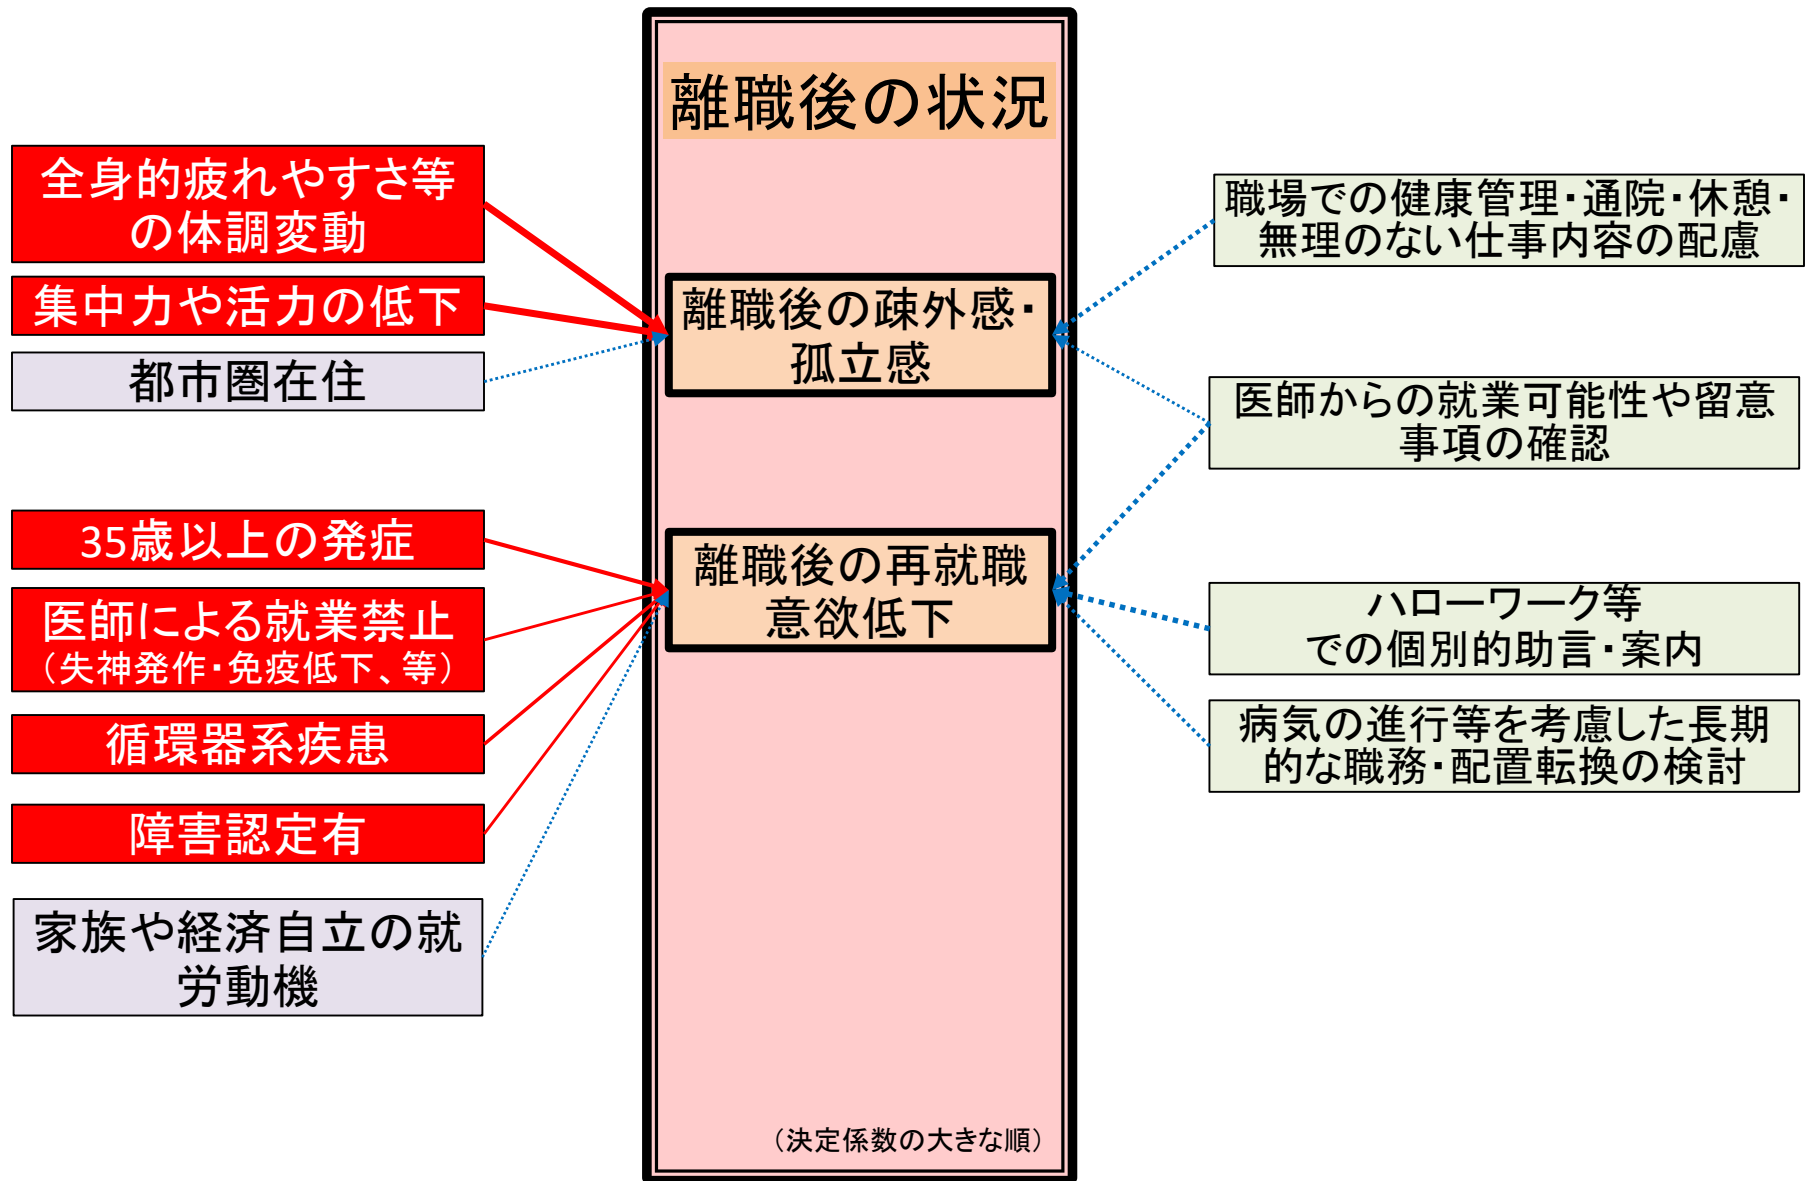 離職後の状況
全身的疲れやすさ等
の体調変動
集中力や活力の低下
都市圏在住
35歳以上の発症
医師による就業禁止
（失神発作・免疫低下、等）
循環器系疾患
障害認定有
家族や経済自立の就
労動機
離職後の疎外感・
孤立感
離職後の再就職
意欲低下
（決定係数の大きな順）
職場での健康管理・通院・休憩・
無理のない仕事内容の配慮
医師からの就業可能性や留意
事項の確認
ハローワーク等
での個別的助言・案内
病気の進行等を考慮した長期
的な職務・配置転換の検討